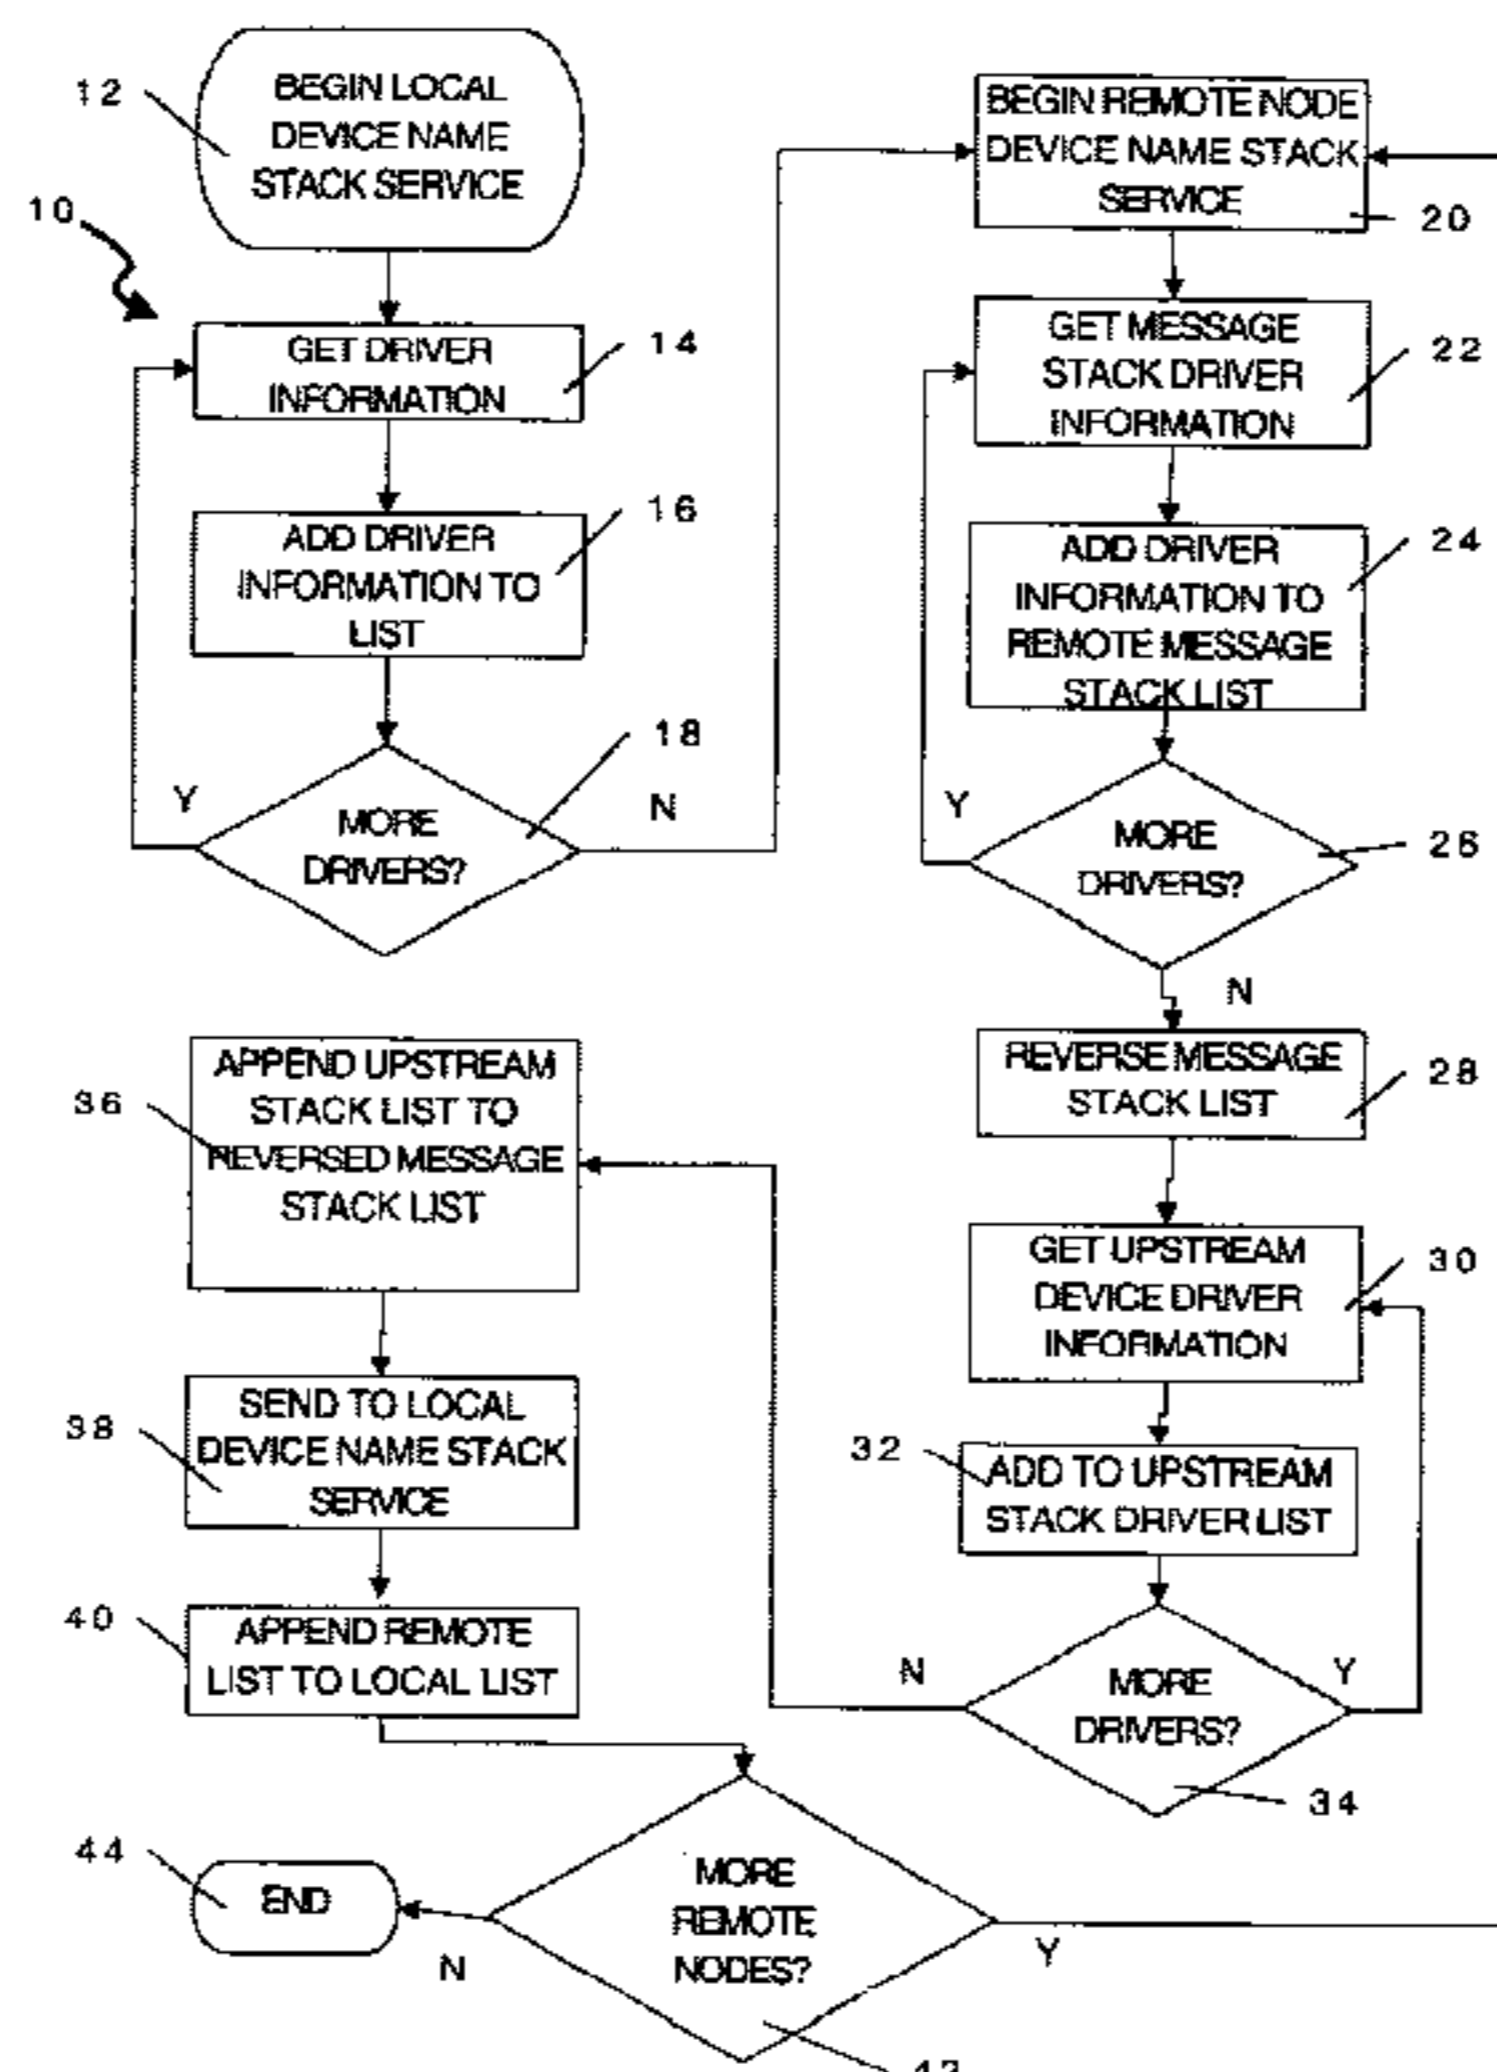 12
BEGIN LOCAL
DEVICE NAME
STACK SERVICE
10
GET DRIVER
INFORMATION
14
ADD DRIVER
INFORMATION TO
LIST
16
MORE
DRIVERS?
18
Y
N
BEGIN REMOTE NODE
DEVICE NAME STACK
SERVICE
20
GET MESSAGE
STACK DRIVER
INFORMATION
22
ADD DRIVER
INFORMATION TO
REMOTE MESSAGE
STACK LIST
24
Y
MORE
DRIVERS?
26
N
REVERSE MESSAGE
STACK LIST
28
GET UPSTREAM
DEVICE DRIVER
INFORMATION
30
32
ADD TO UPSTREAM
STACK DRIVER LIST
N
MORE
DRIVERS?
Y
34
36
APPEND UPSTREAM
STACK LIST TO
REVERSED MESSAGE
STACK LIST
38
SEND TO LOCAL
DEVICE NAME STACK
SERVICE
40
APPEND REMOTE
LIST TO LOCAL LIST
44
END
N
MORE
REMOTE
NODES?
Y